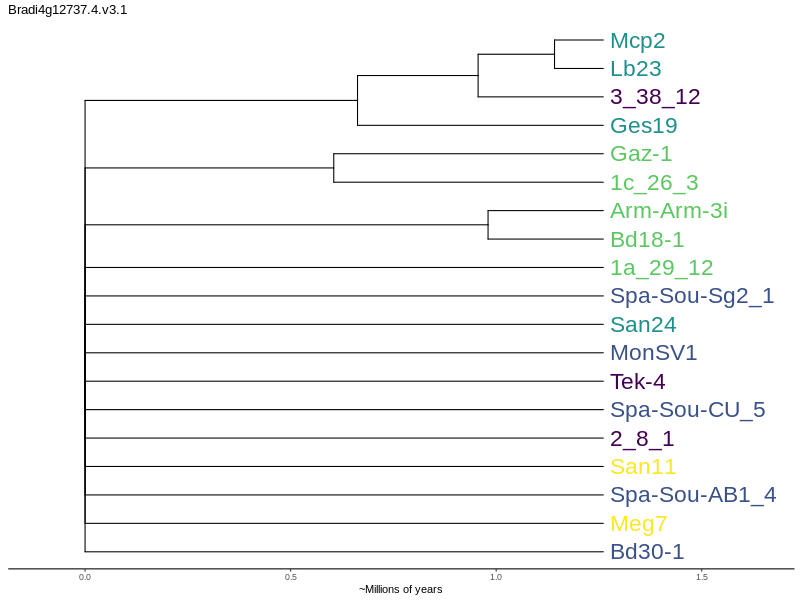 Bradi4g12737.4.v3.1
Mcp2
Lb23
3_38_12
Ges19
Gaz-1
1c_26_3
Arm-Arm-3i
Bd18-1
1a_29_12
Spa-Sou-Sg2_1
San24
MonSV1
Tek-4
Spa-Sou-CU_5
2_8_1
San11
Spa-Sou-AB1_4
Meg7
Bd30-1
0.0 0.5 1.0 1.5
~Millions of years